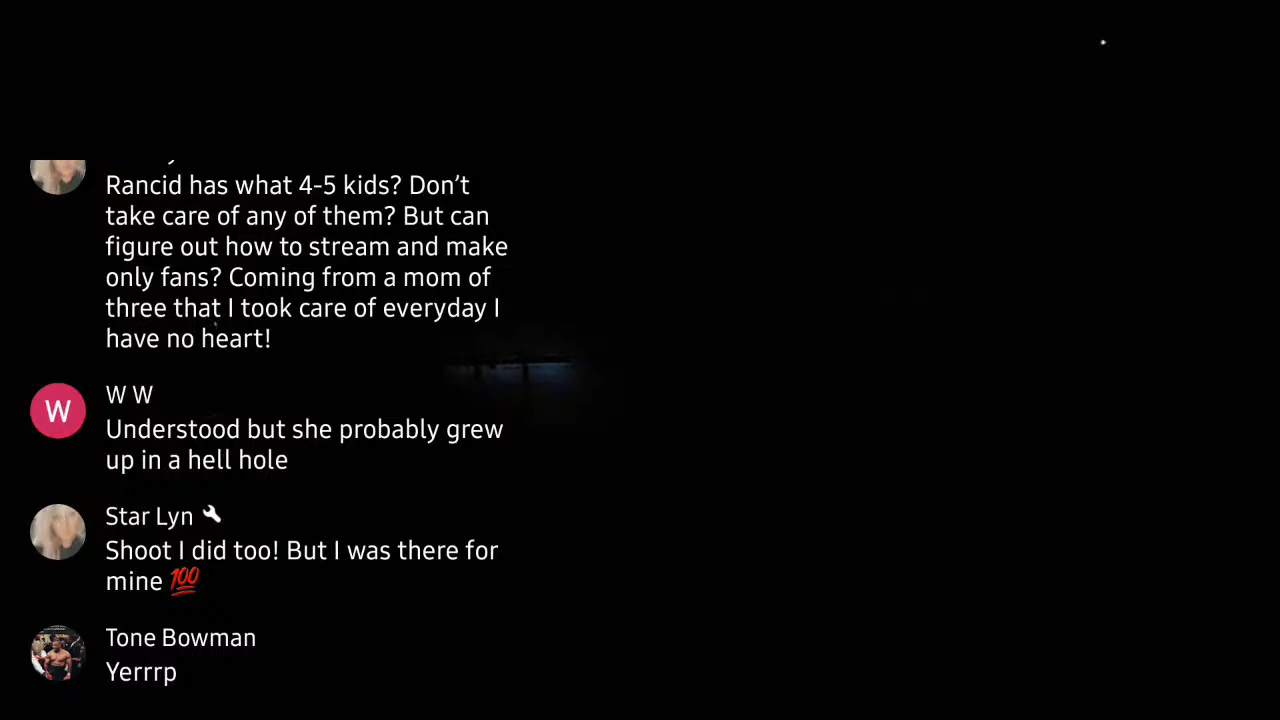 Rancid has what 4-5 kids? Don't
take care of any of them? But can
figure out how to stream and make
only fans? Coming from a mom of
three that I took care of everyday I
have no heart!
W
W W
Understood but she probably grew
up in a hell hole
Star Lyn
Shoot I did too! But I was there for
mine 💯
Tone Bowman
Yerrrp